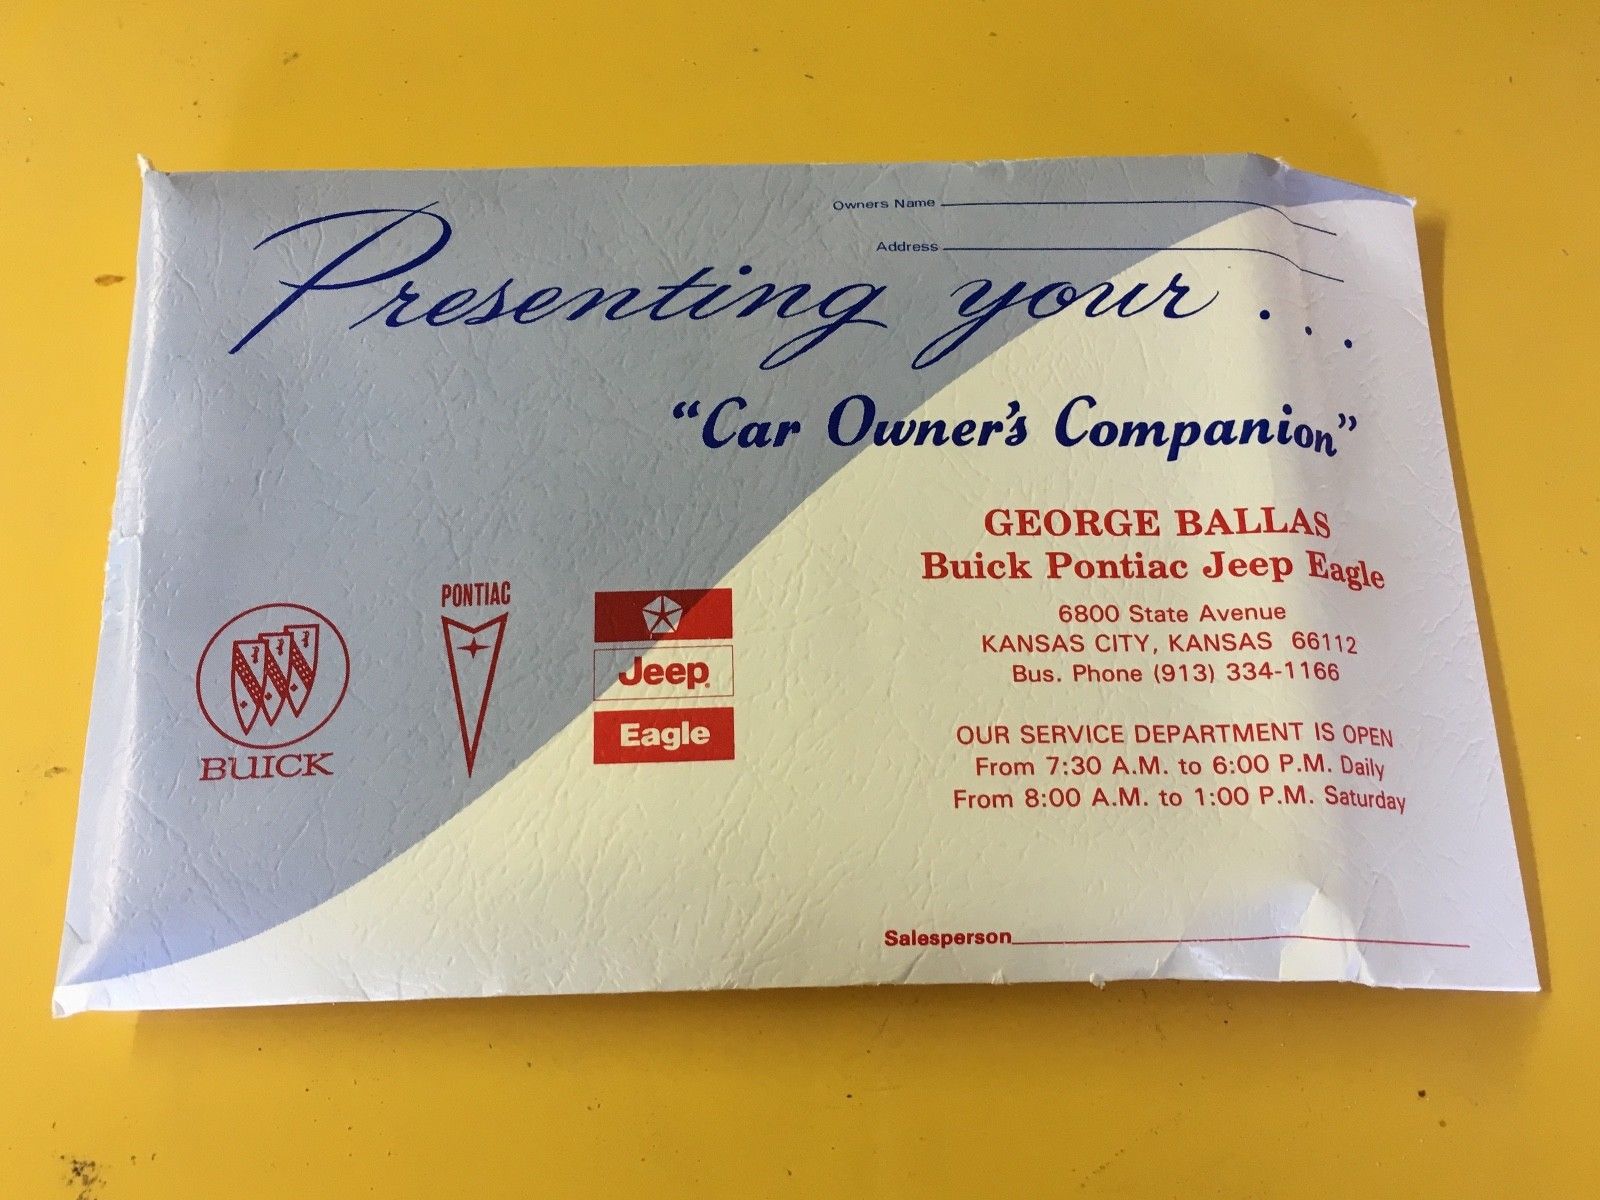 Owners Name
Address
Presenting your . . .
"Car Owner's Companion"
GEORGE BALLAS
Buick Pontiac Jeep Eagle
6800 State Avenue
KANSAS CITY, KANSAS 66112
Bus. Phone (913) 334-1166
OUR SERVICE DEPARTMENT IS OPEN
From 7:30 A.M. to 6:00 P.M. Daily
From 8:00 A.M. to 1:00 P.M. Saturday
BUICK
PONTIAC
Jeep®
Eagle
Salesperson